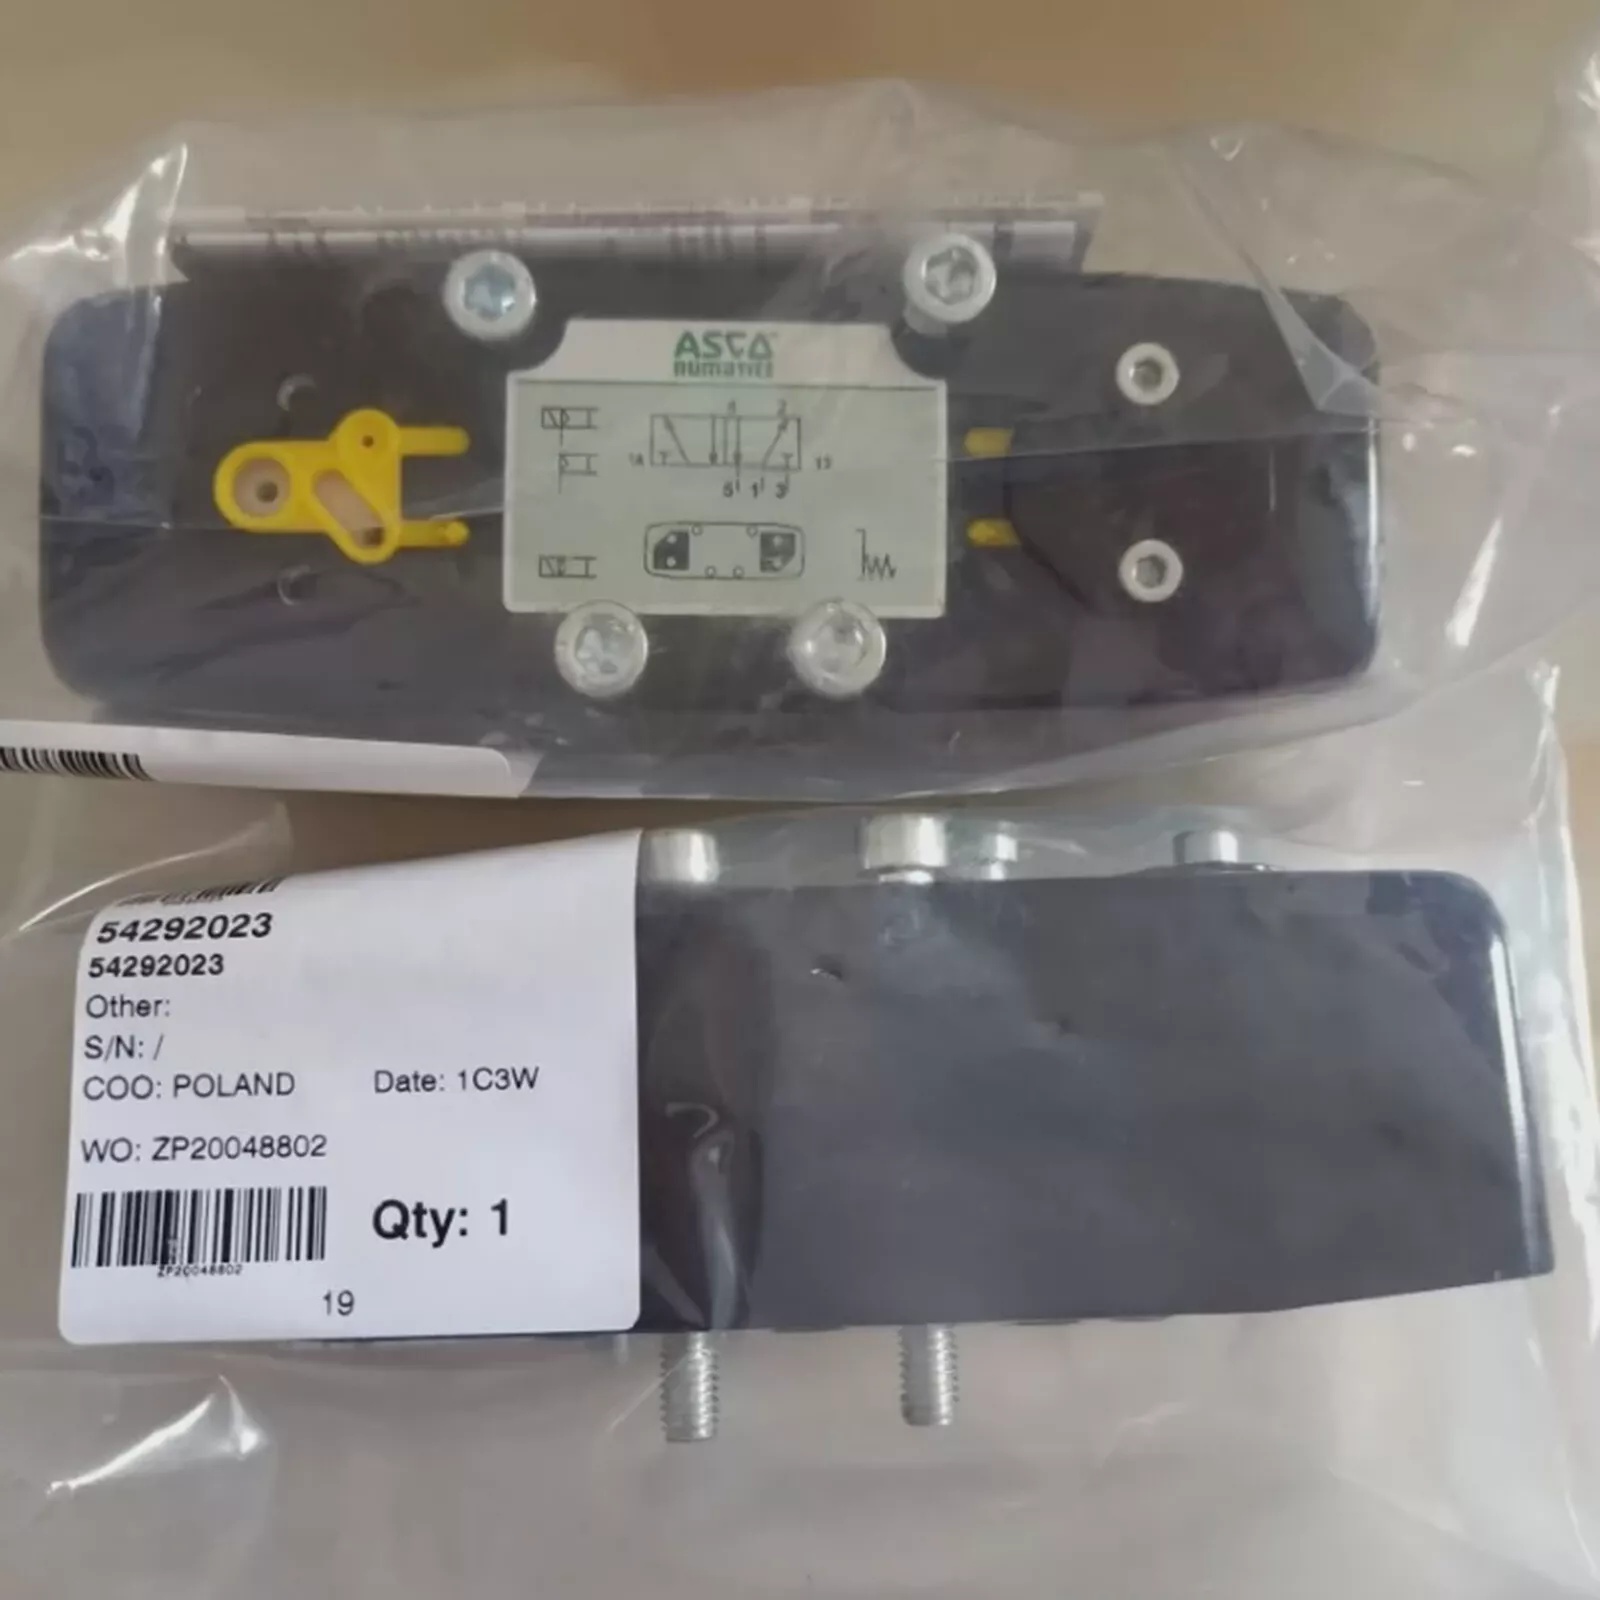 ASCA
numatics
4 2
14
12
5 1 3
54292023
54292023
Other:
S/N: /
COO: POLAND Date: 1C3W
WO: ZP20048802
Qty: 1
ZP20048802
19